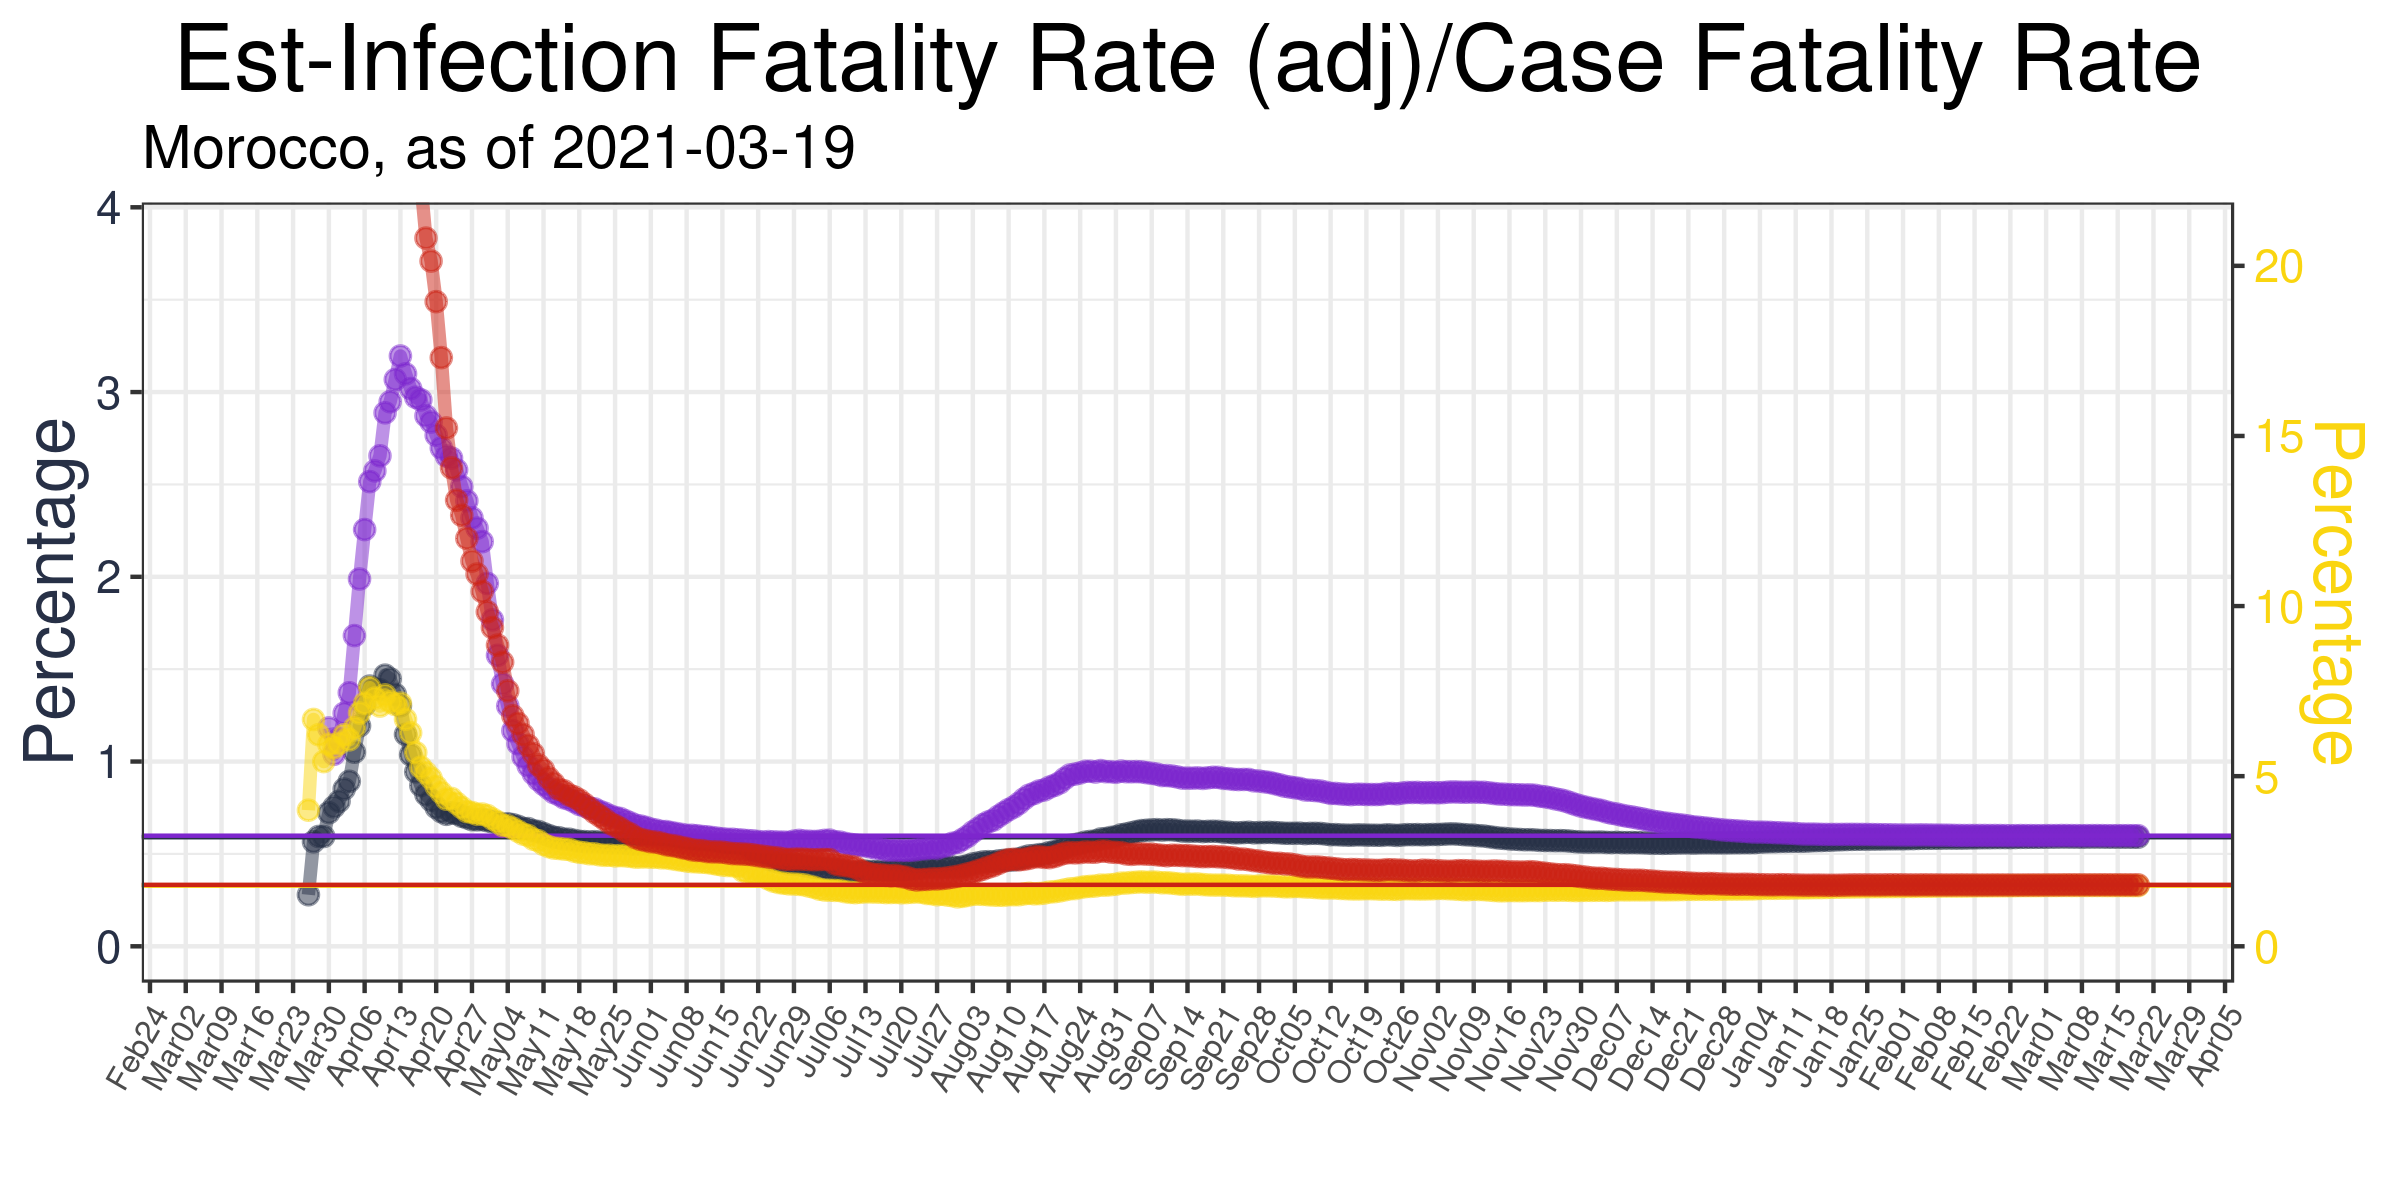 Est-Infection Fatality Rate (adj)/Case Fatality Rate
Morocco, as of 2021-03-19
Percentage
4
3
2
1
0
20
15
10
5
0
Percentage
Feb24 Mar02 Mar09 Mar16 Mar23 Mar30 Apr06 Apr13 Apr20 Apr27 May04 May11 May18 May25 Jun01 Jun08 Jun15 Jun22 Jun29 Jul06 Jul13 Jul20 Jul27 Aug03 Aug10 Aug17 Aug24 Aug31 Sep07 Sep14 Sep21 Sep28 Oct05 Oct12 Oct19 Oct26 Nov02 Nov09 Nov16 Nov23 Nov30 Dec07 Dec14 Dec21 Dec28 Dec04 Jan11 Jan18 Jan25 Feb01 Feb08 Feb15 Feb22 Mar01 Mar08 Mar15 Mar22 Mar29 Apr05